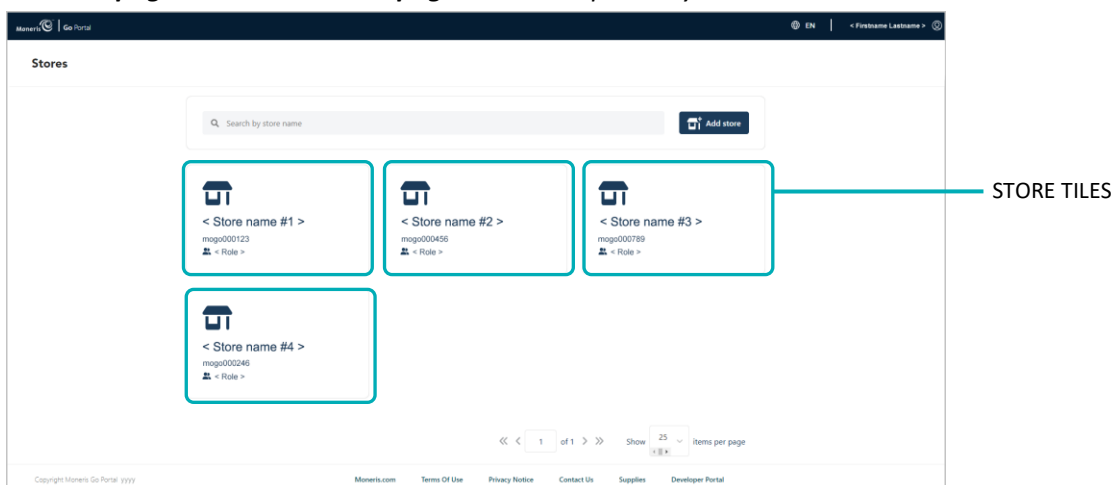 Moneris Go Portal
EN
< Firstname Lastname >
Stores
Search by store name
Add store
STORE TILES
< Store name #1 >
mogo000123
< Role >
< Store name #2 >
mogo000456
< Role >
< Store name #3 >
mogo000789
< Role >
< Store name #4 >
mogo000246
< Role >
1 of 1 Show 25 items per page
Copyright Moneris Go Portal yyyy
Moneris.com Terms Of Use Privacy Notice Contact Us Supplies Developer Portal